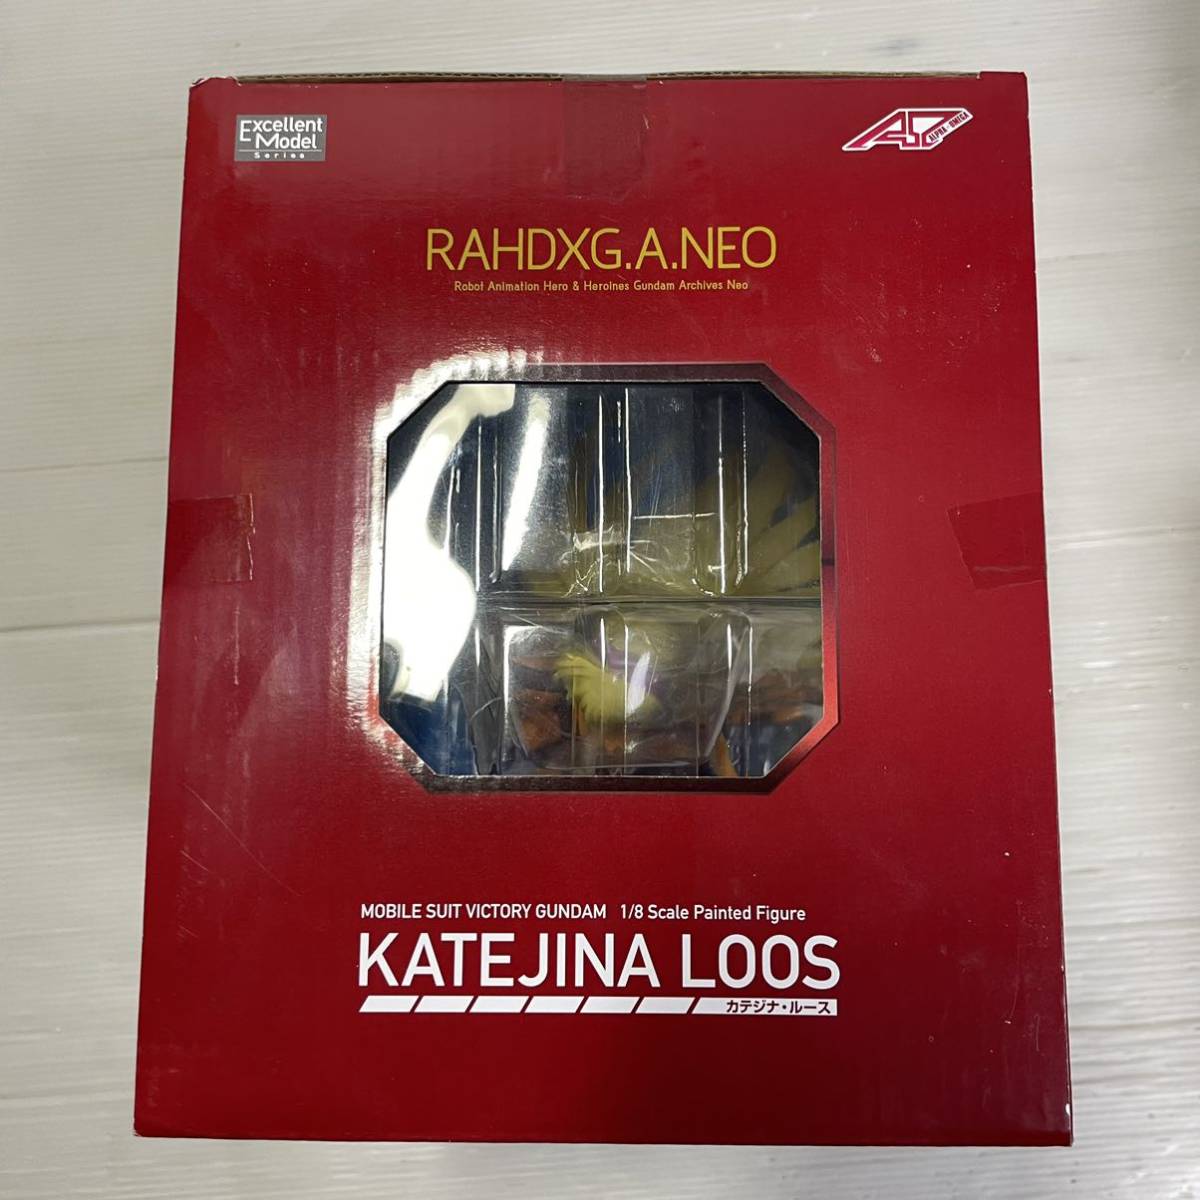 Excellent
Model
Series
ALPHA OMEGA
RAHDXG.A.NEO
Robot Animation Hero & Heroines Gundam Archives Neo
MOBILE SUIT VICTORY GUNDAM 1/8 Scale Painted Figure
KATEJINA LOOS
カテジナ・ルース